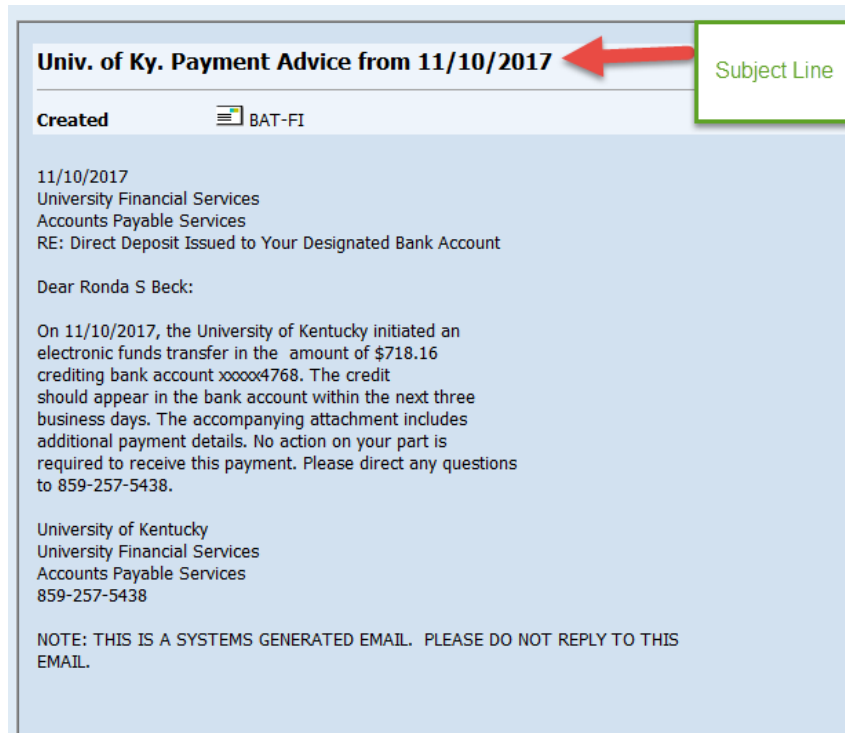 Univ. of Ky. Payment Advice from 11/10/2017
Subject Line
Created BAT-FI
11/10/2017
University Financial Services
Accounts Payable Services
RE: Direct Deposit Issued to Your Designated Bank Account
Dear Ronda S Beck:
On 11/10/2017, the University of Kentucky initiated an
electronic funds transfer in the  amount of $718.16
crediting bank account xxxxx4768. The credit
should appear in the bank account within the next three
business days. The accompanying attachment includes
additional payment details. No action on your part is
required to receive this payment. Please direct any questions
to 859-257-5438.
University of Kentucky
University Financial Services
Accounts Payable Services
859-257-5438
NOTE: THIS IS A SYSTEMS GENERATED EMAIL.  PLEASE DO NOT REPLY TO THIS
EMAIL.